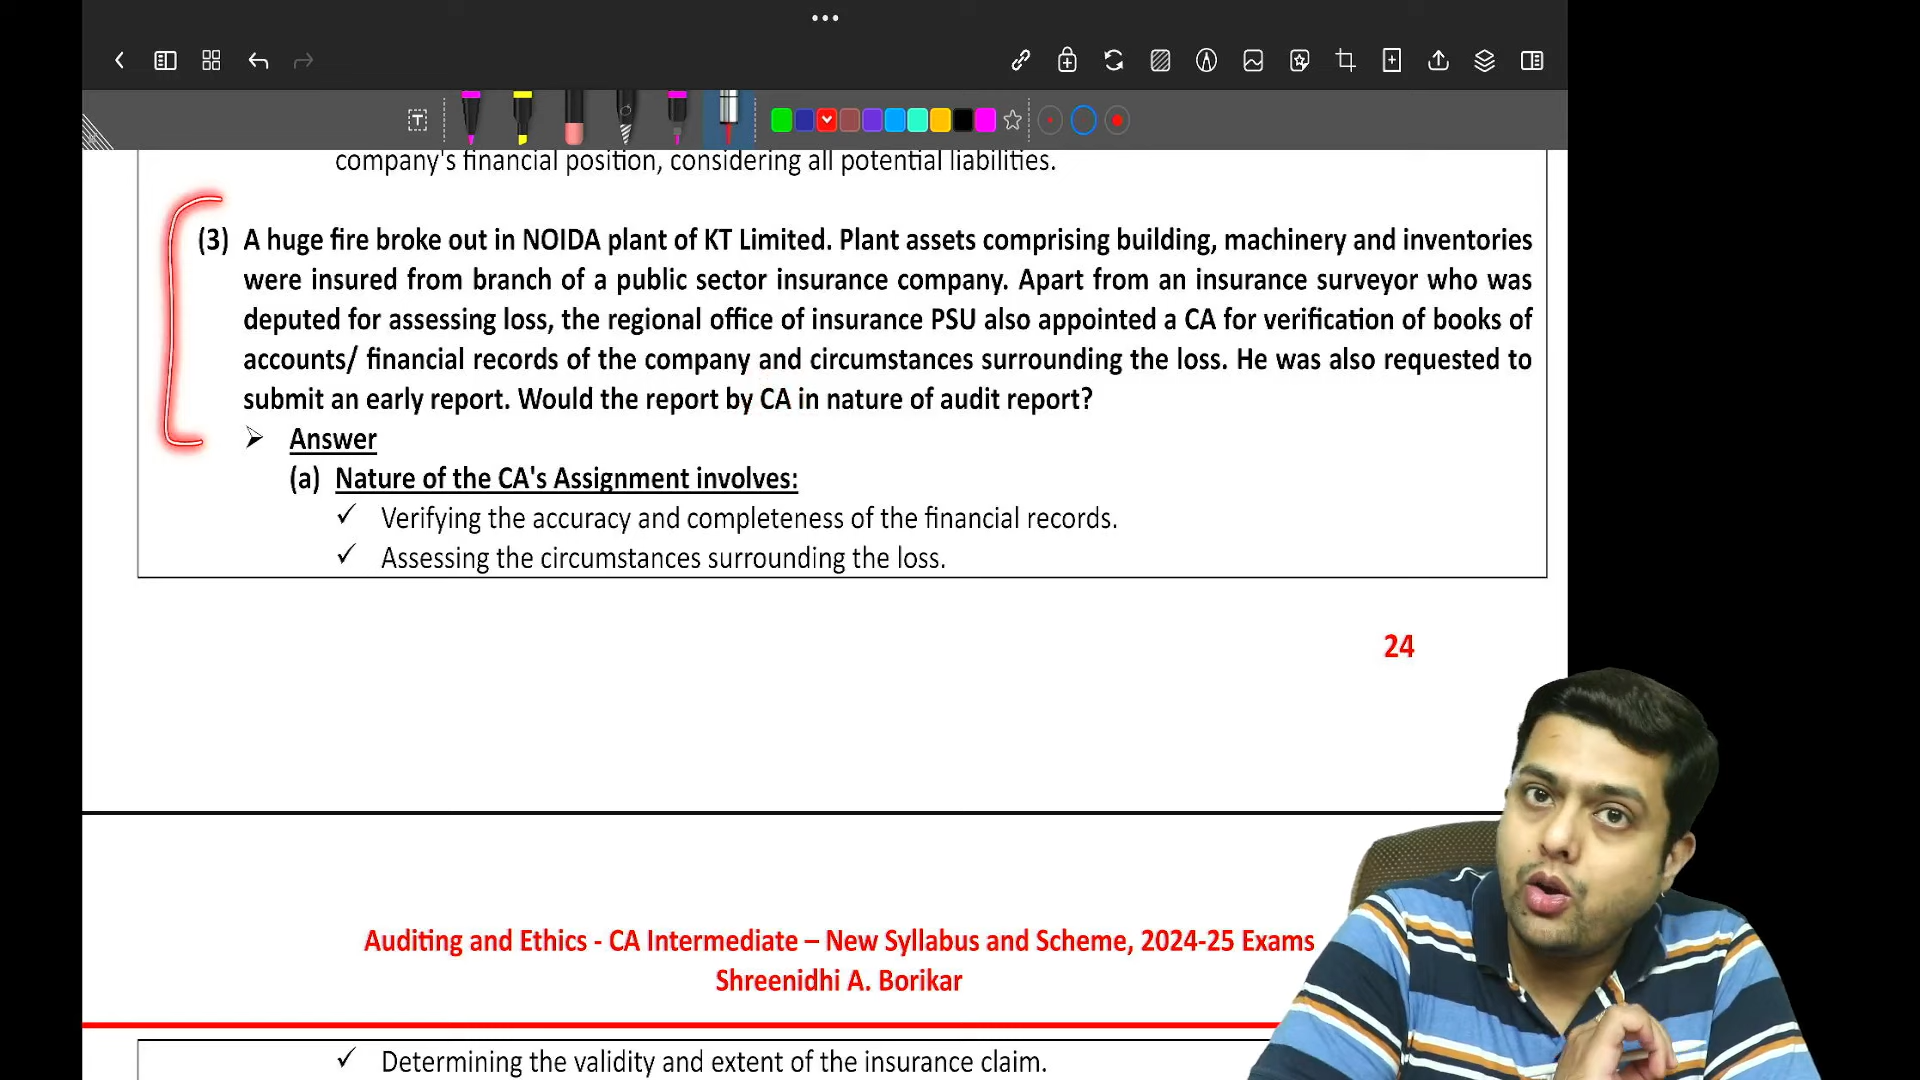 company's financial position, considering all potential liabilities.
(3) A huge fire broke out in NOIDA plant of KT Limited. Plant assets comprising building, machinery and inventories
were insured from branch of a public sector insurance company. Apart from an insurance surveyor who was
deputed for assessing loss, the regional office of insurance PSU also appointed a CA for verification of books of
accounts/ financial records of the company and circumstances surrounding the loss. He was also requested to
submit an early report. Would the report by CA in nature of audit report?
➢ Answer
(a) Nature of the CA's Assignment involves:
✓ Verifying the accuracy and completeness of the financial records.
✓ Assessing the circumstances surrounding the loss.
24
Auditing and Ethics - CA Intermediate – New Syllabus and Scheme, 2024-25 Exams
Shreenidhi A. Borikar
✓ Determining the validity and extent of the insurance claim.